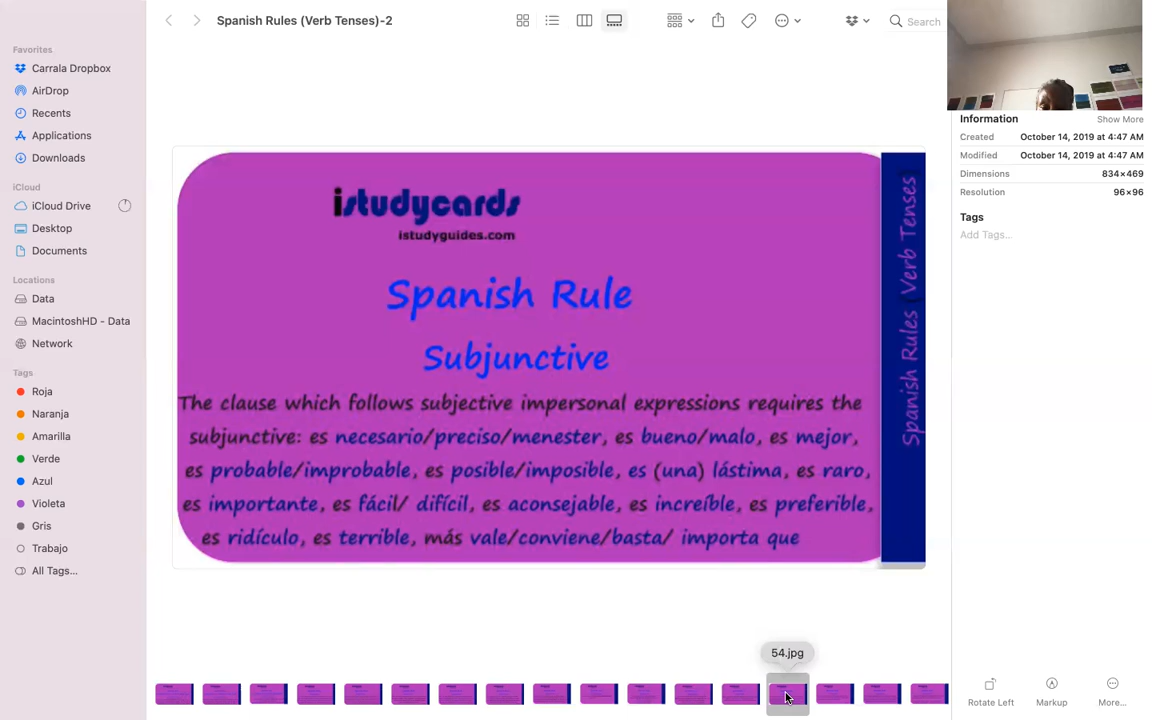 Spanish Rules (Verb Tenses)-2
Search
Favorites
Carrala Dropbox
AirDrop
Recents
Applications
Downloads
iCloud
iCloud Drive
Desktop
Documents
Locations
Data
MacintoshHD - Data
Network
Tags
Roja
Naranja
Amarilla
Verde
Azul
Violeta
Gris
Trabajo
All Tags...
istudycards
istudyguides.com
Spanish Rule
Subjunctive
The clause which follows subjective impersonal expressions requires the
subjunctive: es necesario/preciso/menester, es bueno/malo, es mejor,
es probable/improbable, es posible/imposible, es (una) lástima, es raro,
es importante, es fácil/ difícil, es aconsejable, es increíble, es preferible,
es ridículo, es terrible, más vale/conviene/basta/ importa que
Spanish Rules (Verb Tenses)
54.jpg
Information
Show More
Created October 14, 2019 at 4:47 AM
Modified October 14, 2019 at 4:47 AM
Dimensions 834×469
Resolution 96×96
Tags
Add Tags...
Rotate Left
Markup
More...